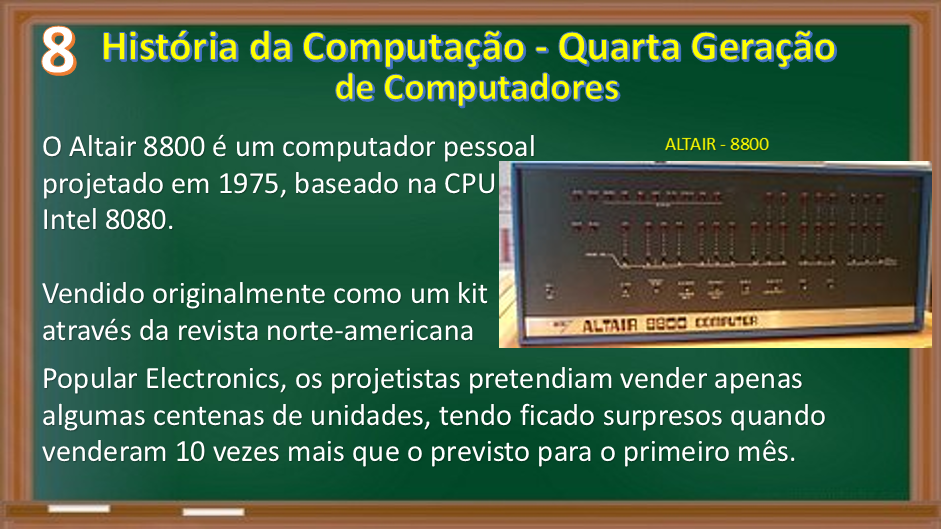 8
História da Computação - Quarta Geração
de Computadores
O Altair 8800 é um computador pessoal
projetado em 1975, baseado na CPU
Intel 8080.
ALTAIR - 8800
ALTAIR 8800 COMPUTER
Vendido originalmente como um kit
através da revista norte-americana
Popular Electronics, os projetistas pretendiam vender apenas
algumas centenas de unidades, tendo ficado surpresos quando
venderam 10 vezes mais que o previsto para o primeiro mês.